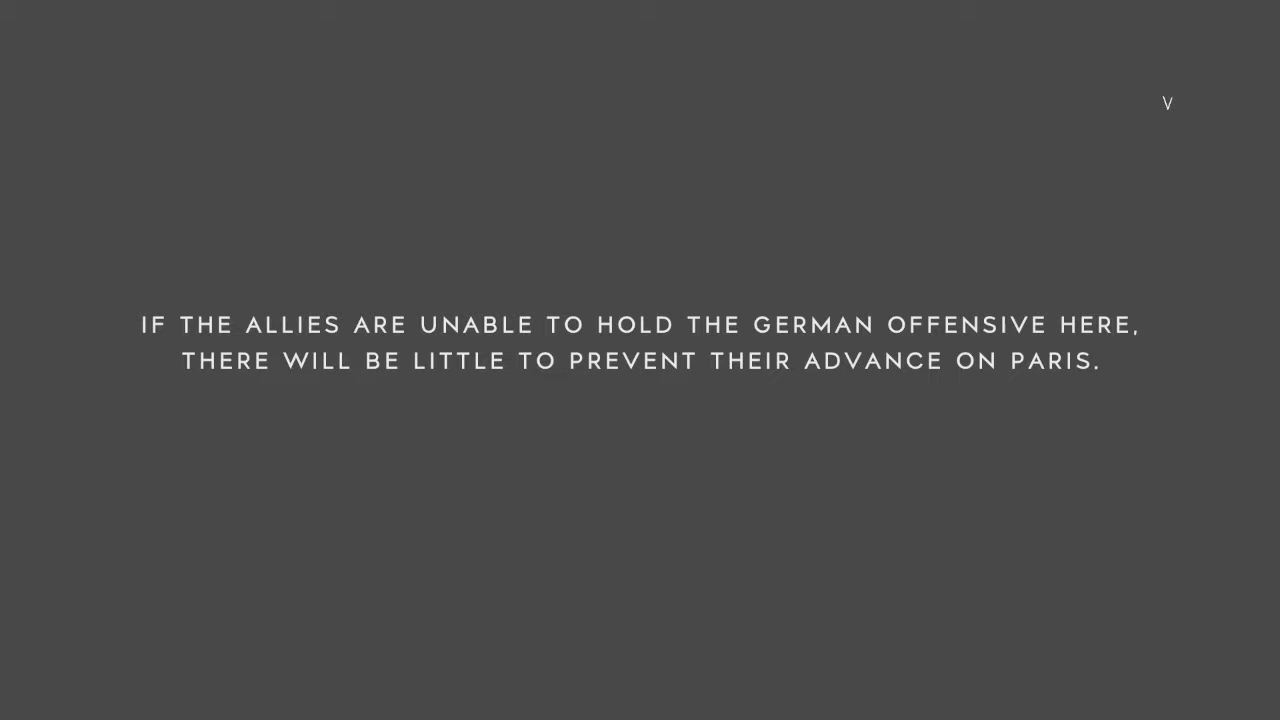 V
IF THE ALLIES ARE UNABLE TO HOLD THE GERMAN OFFENSIVE HERE,
THERE WILL BE LITTLE TO PREVENT THEIR ADVANCE ON PARIS.